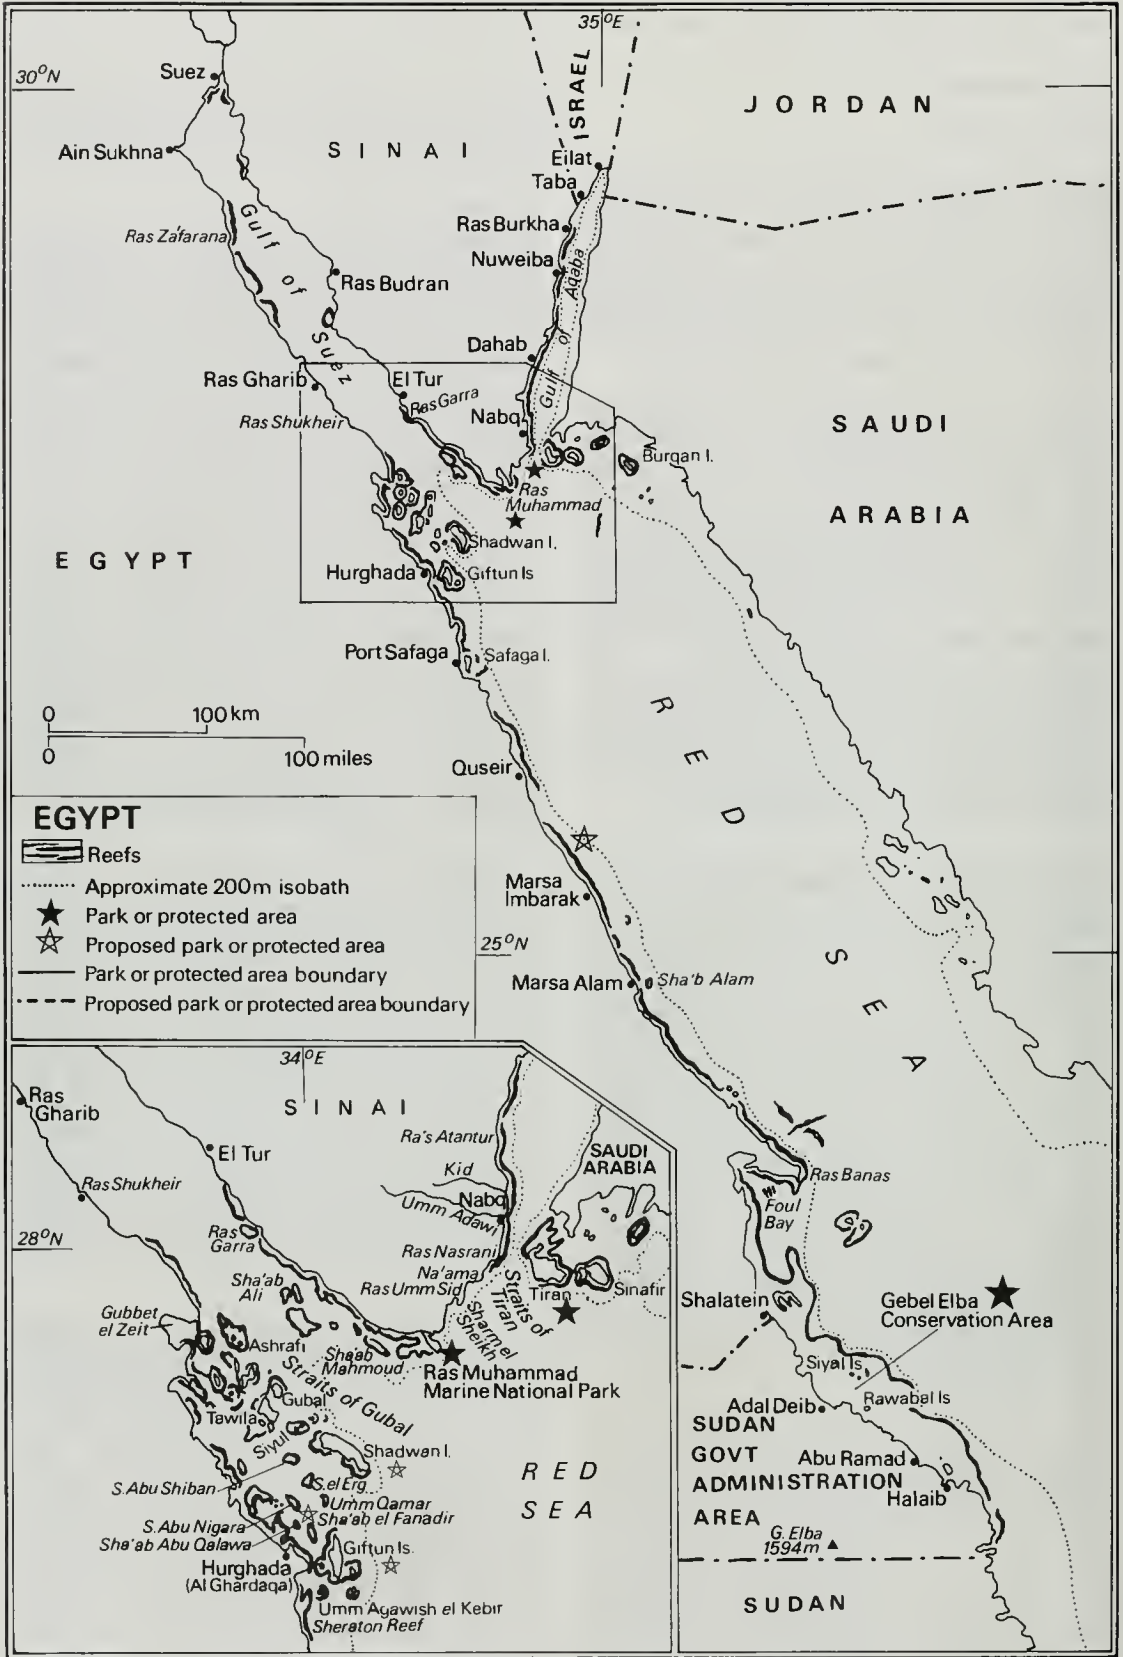 35°E
30°N
Suez
ISRAEL
JORDAN
SINAI
Ain Sukhna
Eilat
Taba
Ras Burkha
Ras Za'farana
Gulf of Suez
Nuweiba
Ras Budran
Gulf of Aqaba
Dahab
Ras Gharib
El Tur
Ras Garra
Nabq
Ras Shukheir
SAUDI
ARABIA
Burqan I.
Ras
Muhammad
EGYPT
Shadwan I.
Hurghada
Giftun Is
Port Safaga
Safaga I.
RED SEA
0 100 km
0 100 miles
Quseir
Marsa
Imbarak
25°N
Marsa Alam
Sha'b Alam
Ras Banas
Foul
Bay
Shalatein
Gebel Elba
Conservation Area
Siyal Is
Rawabal Is
Adal Deib
SUDAN
GOVT
ADMINISTRATION
AREA
Abu Ramad
Halaib
G. Elba
1594m
SUDAN
EGYPT
Reefs
Approximate 200m isobath
Park or protected area
Proposed park or protected area
Park or protected area boundary
Proposed park or protected area boundary
34°E
Ras
Gharib
SINAI
El Tur
Ra's Atantur
SAUDI
ARABIA
Kid
Nabq
Umm Adawi
Ras Shukheir
28°N
Ras
Garra
Ras Nasrani
Na'ama
Ras Umm Sid
Sha'ab
Ali
Straits of
Tiran
Tiran
Sinafir
Sharm el
Sheikh
Gubbet
el Zeit
Ashrafi
Shaab
Mahmoud
Ras Muhammad
Marine National Park
Straits of Gubal
Gubal
Tawila
Siyul
Shadwan I.
S. Abu Shiban
S. el Erg
Umm Qamar
Sha'ab el Fanadir
S. Abu Nigara
Sha'ab Abu Qalawa
RED
SEA
Giftun Is.
Hurghada
(Al Ghardaqa)
Umm Agawish el Kebir
Sheraton Reef